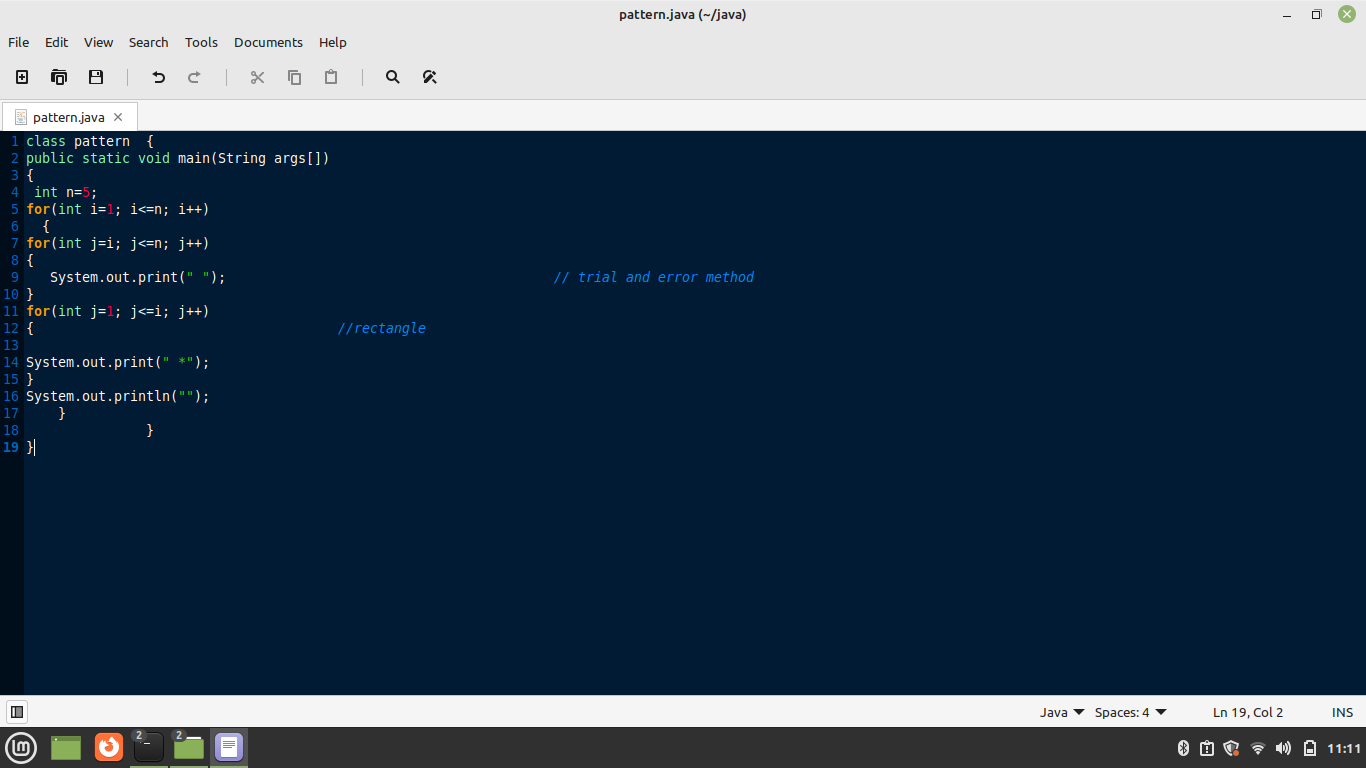 pattern.java (~/java)
File Edit View Search Tools Documents Help
pattern.java
1 class pattern  {
2 public static void main(String args[])
3 {
4  int n=5;
5 for(int i=1; i<=n; i++)
6   {
7 for(int j=i; j<=n; j++)
8 {
9    System.out.print(" ");                                         // trial and error method
10 }
11 for(int j=1; j<=i; j++)
12 {                                      //rectangle
13
14 System.out.print(" *");
15 }
16 System.out.println("");
17     }
18                }
19 }
Java Spaces: 4 Ln 19, Col 2 INS
2 2 11:11